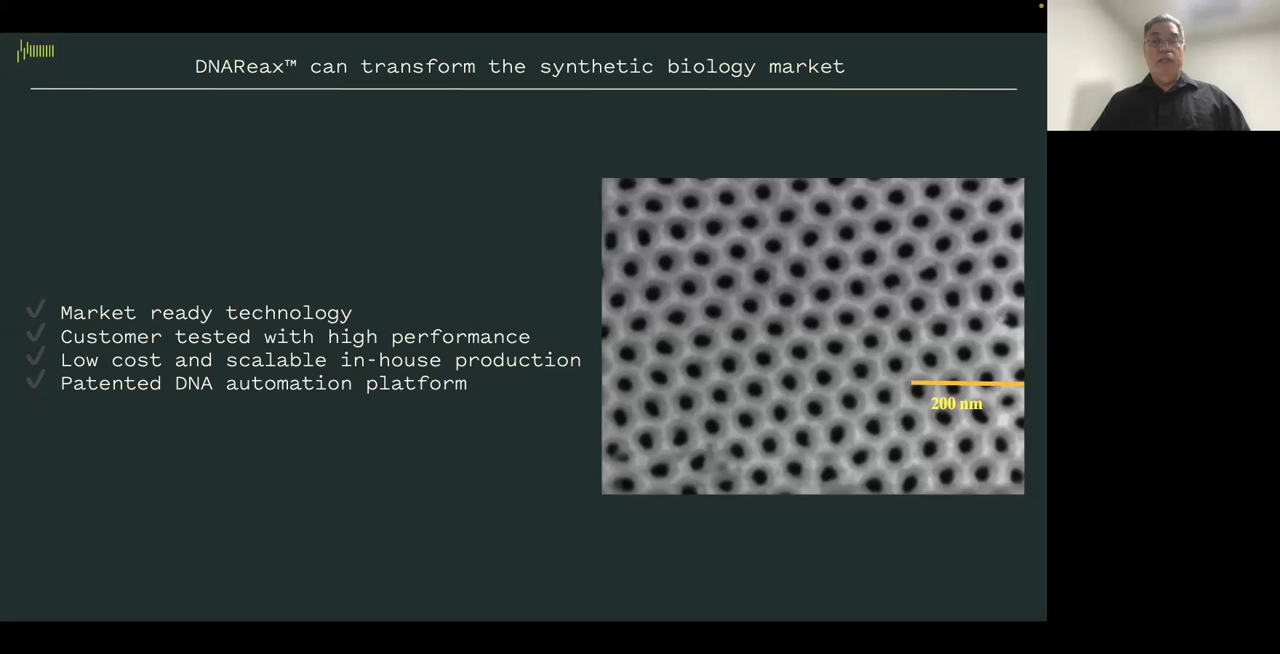 DNAReax™ can transform the synthetic biology market
Market ready technology
Customer tested with high performance
Low cost and scalable in-house production
Patented DNA automation platform
200 nm